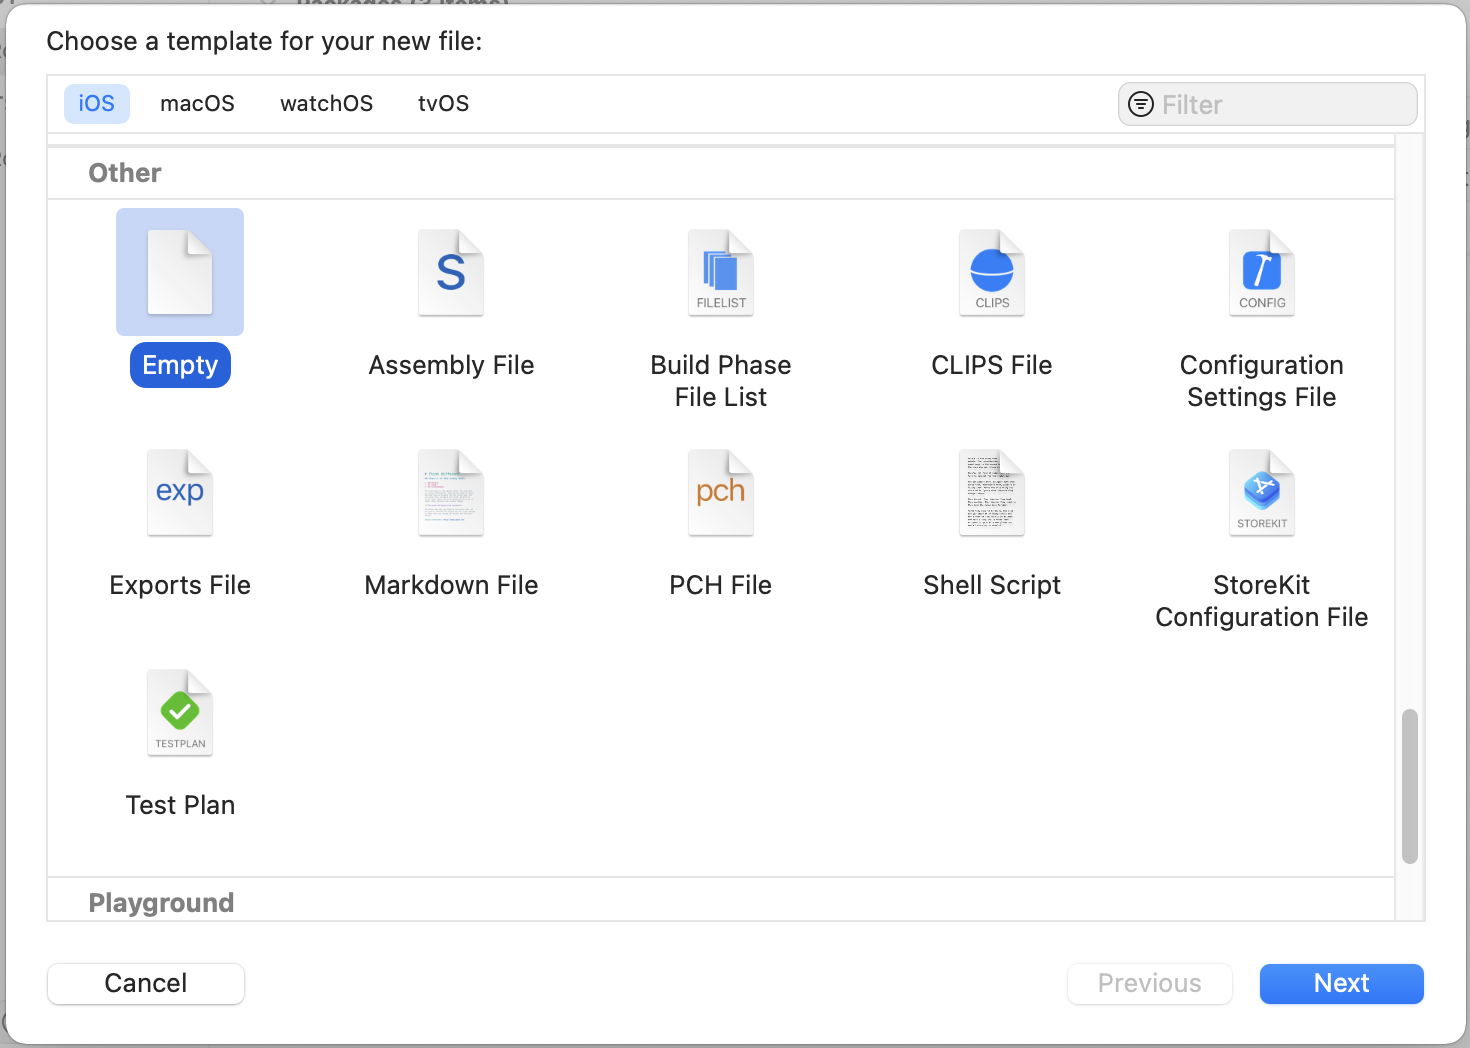 Choose a template for your new file:
iOS macOS watchOS tvOS Filter
Other
Empty
S
Assembly File
FILELIST
Build Phase
File List
CLIPS
CLIPS File
CONFIG
Configuration
Settings File
exp
Exports File
Markdown File
pch
PCH File
Shell Script
STOREKIT
StoreKit
Configuration File
TESTPLAN
Test Plan
Playground
Cancel Previous Next